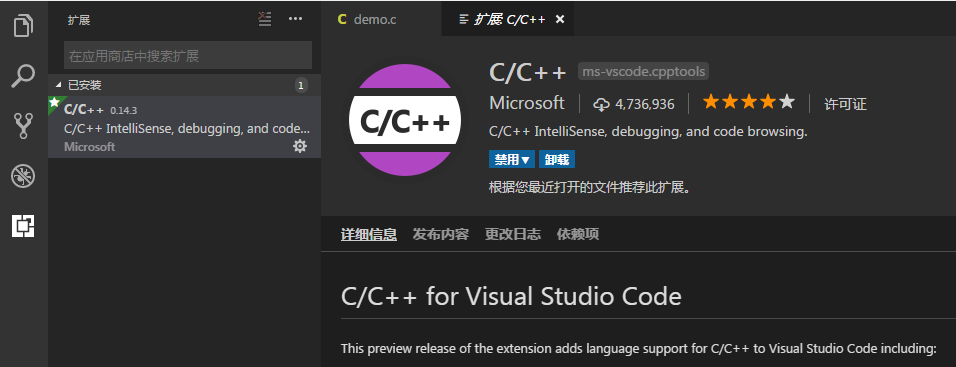 扩展
在应用商店中搜索扩展
已安装 1
C/C++ 0.14.3
C/C++ IntelliSense, debugging, and code...
Microsoft
C demo.c
扩展: C/C++
C/C++
C/C++ ms-vscode.cpptools
Microsoft 4,736,936 许可证
C/C++ IntelliSense, debugging, and code browsing.
禁用 卸载
根据您最近打开的文件推荐此扩展。
详细信息 发布内容 更改日志 依赖项
C/C++ for Visual Studio Code
This preview release of the extension adds language support for C/C++ to Visual Studio Code including: